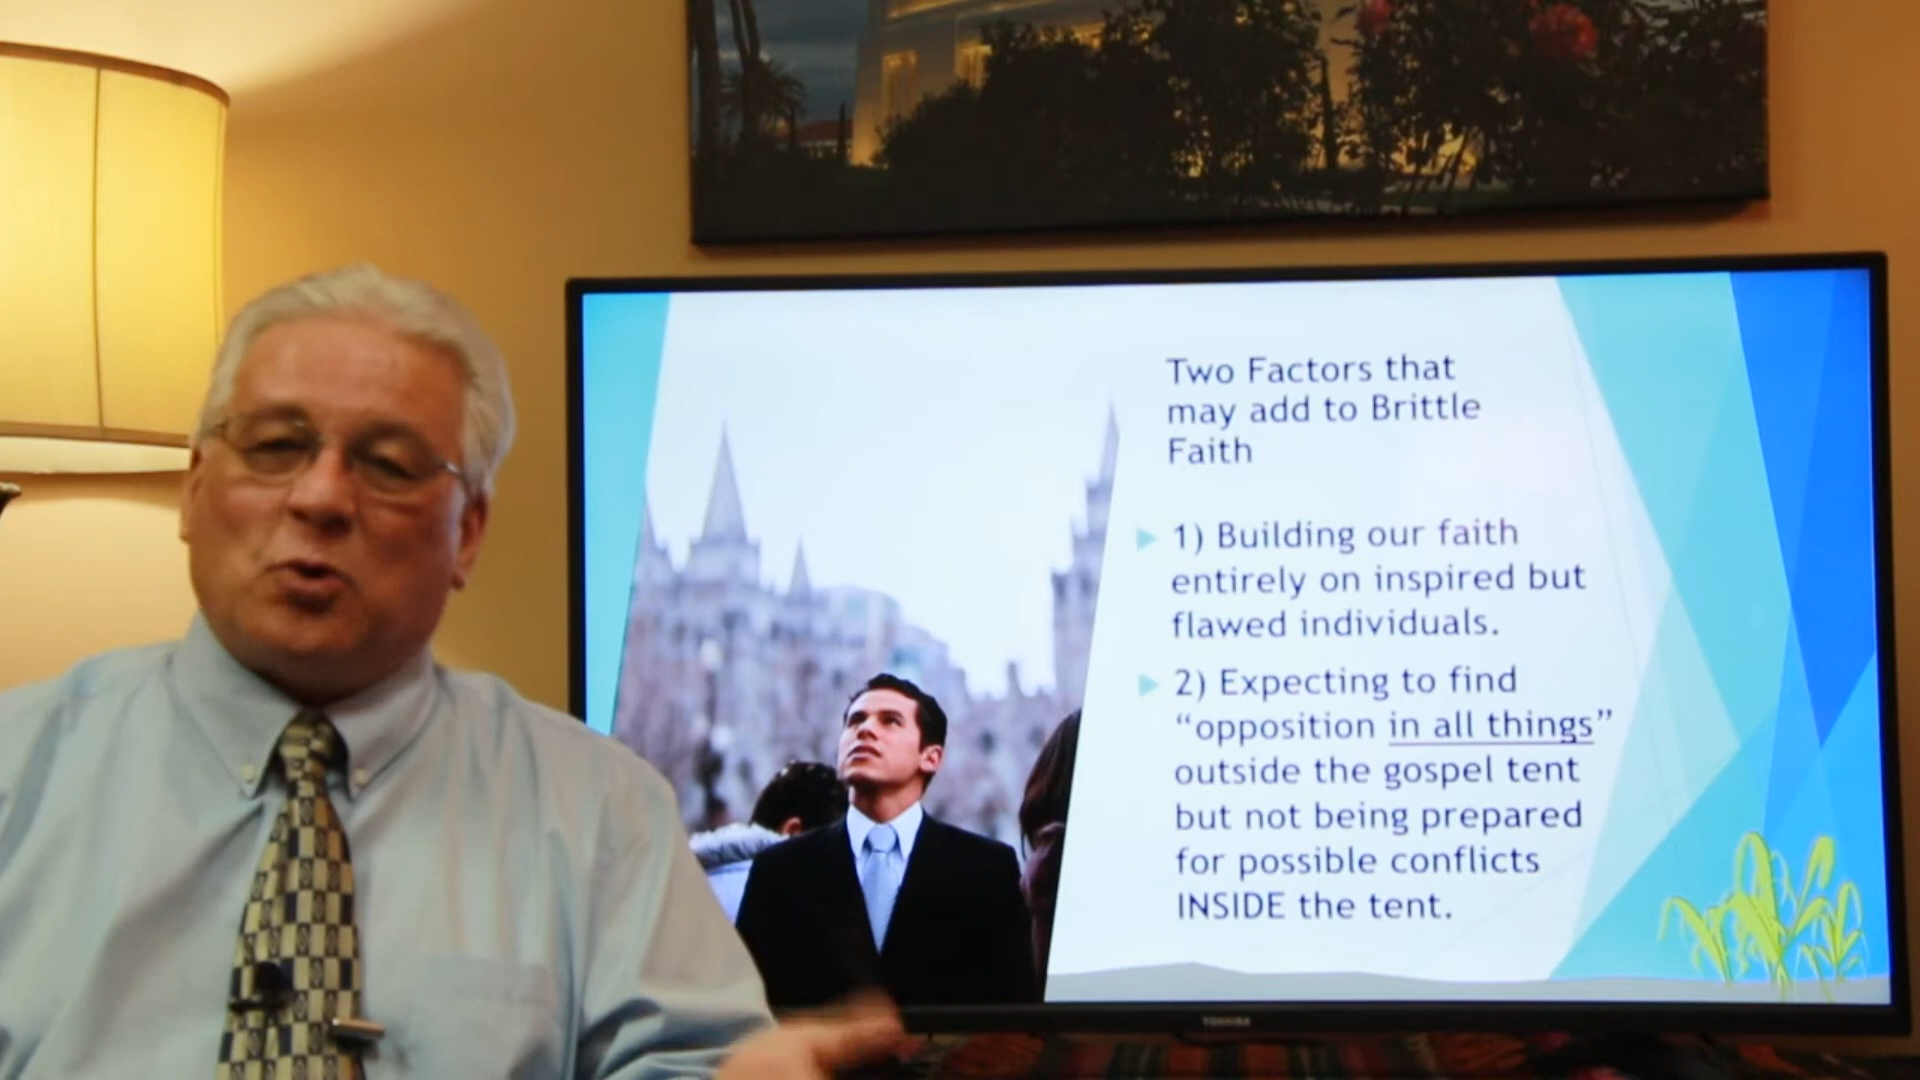 Two Factors that
may add to Brittle
Faith
1) Building our faith
entirely on inspired but
flawed individuals.
2) Expecting to find
“opposition in all things”
outside the gospel tent
but not being prepared
for possible conflicts
INSIDE the tent.
TOSHIBA